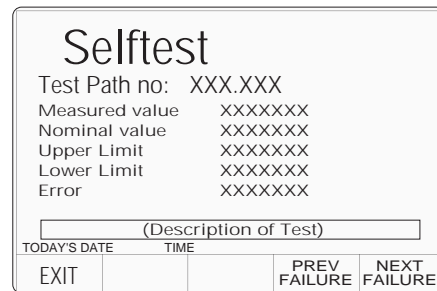 Selftest
Test Path no: XXX.XXX
Measured value XXXXXXX
Nominal value XXXXXXX
Upper Limit XXXXXXX
Lower Limit XXXXXXX
Error XXXXXXX
(Description of Test)
TODAY'S DATE TIME
EXIT PREV FAILURE NEXT FAILURE